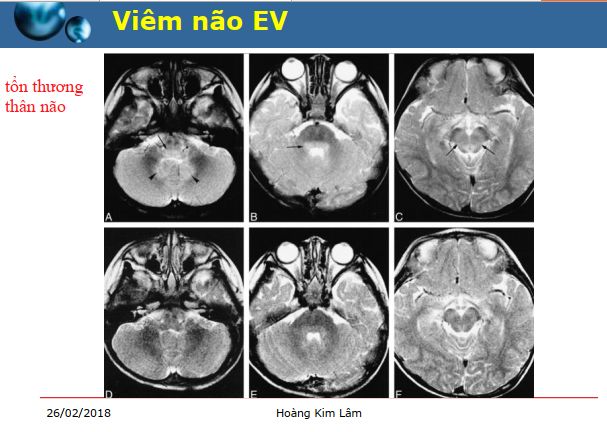 Viêm não EV
tổn thương
thân não
A
B
C
D
E
F
26/02/2018
Hoàng Kim Lâm